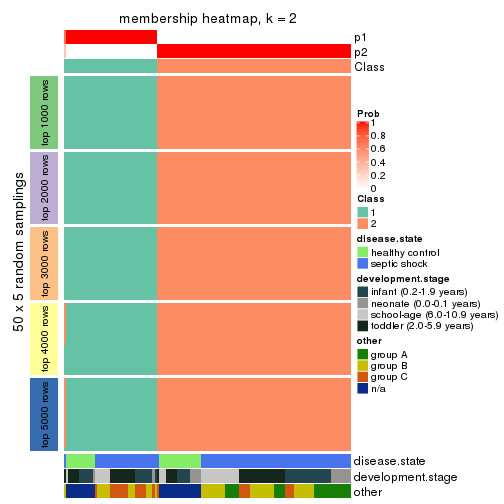 membership heatmap, k = 2
p1
p2
Class
50 x 5 random samplings
top 1000 rows
top 2000 rows
top 3000 rows
top 4000 rows
top 5000 rows
Prob
1
0.8
0.6
0.4
0.2
0
Class
1
2
disease.state
healthy control
septic shock
development.stage
infant (0.2-1.9 years)
neonate (0.0-0.1 years)
school-age (6.0-10.9 years)
toddler (2.0-5.9 years)
other
group A
group B
group C
n/a
disease.state
development.stage
other